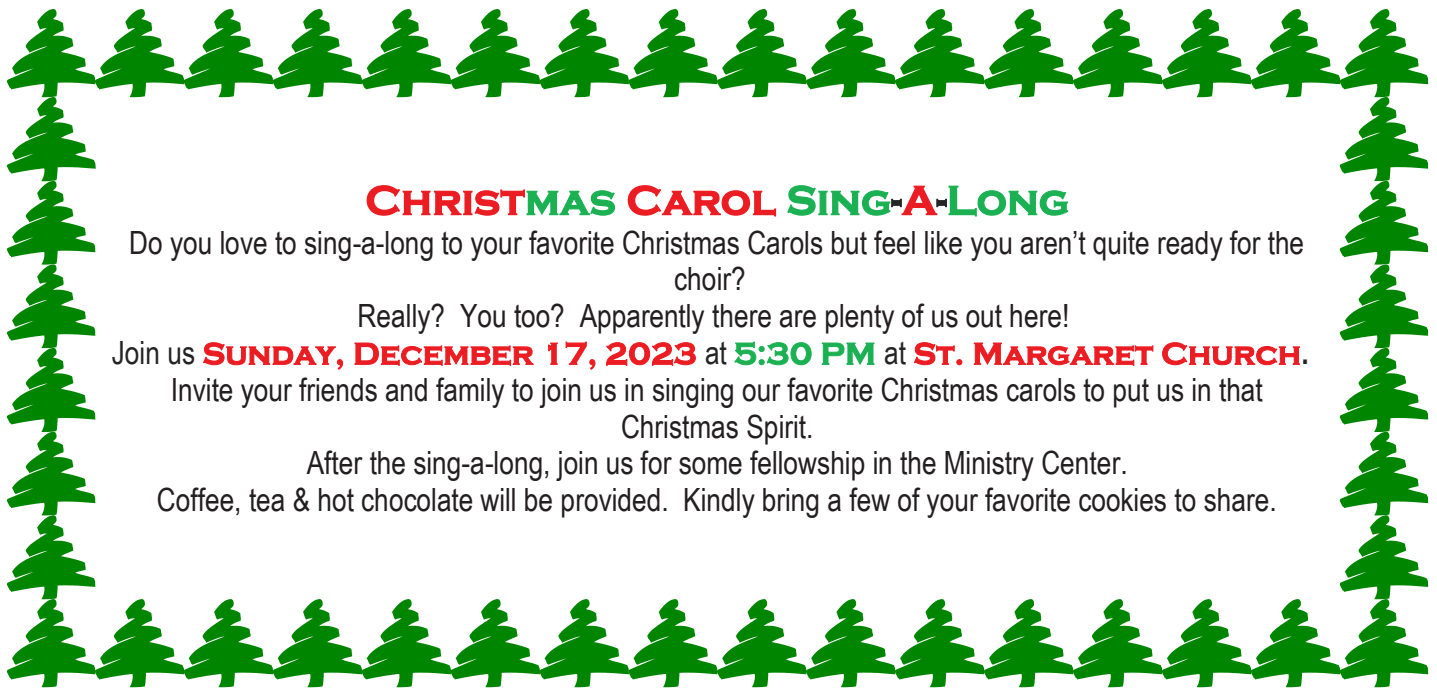 Christmas Carol Sing-A-Long
Do you love to sing-a-long to your favorite Christmas Carols but feel like you aren't quite ready for the
choir?
Really?  You too?  Apparently there are plenty of us out here!
Join us Sunday, December 17, 2023 at 5:30 PM at St. Margaret Church.
Invite your friends and family to join us in singing our favorite Christmas carols to put us in that
Christmas Spirit.
After the sing-a-long, join us for some fellowship in the Ministry Center.
Coffee, tea & hot chocolate will be provided.  Kindly bring a few of your favorite cookies to share.